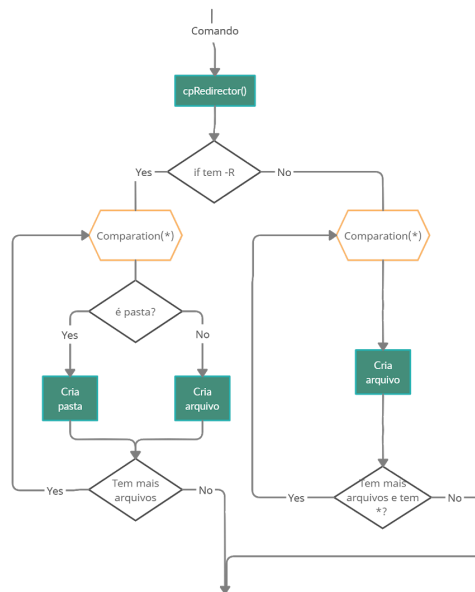 Comando
cpRedirector()
if tem -R
Yes
No
Comparation(*)
Comparation(*)
é pasta?
Yes
No
Cria
pasta
Cria
arquivo
Cria
arquivo
Tem mais
arquivos
Yes
No
Tem mais
arquivos e tem
*?
Yes
No